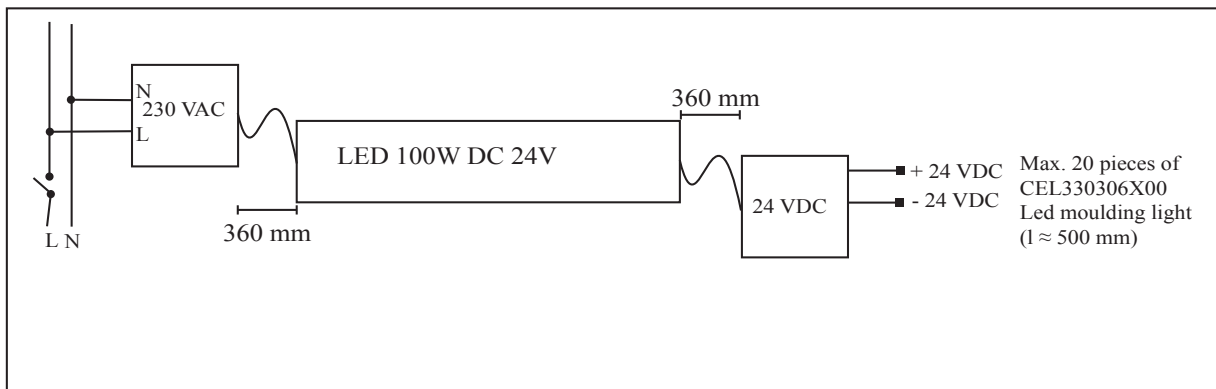 N
230 VAC
L
L N
360 mm
LED 100W DC 24V
360 mm
24 VDC
+ 24 VDC
- 24 VDC
Max. 20 pieces of
CEL330306X00
Led moulding light
(l ≈ 500 mm)